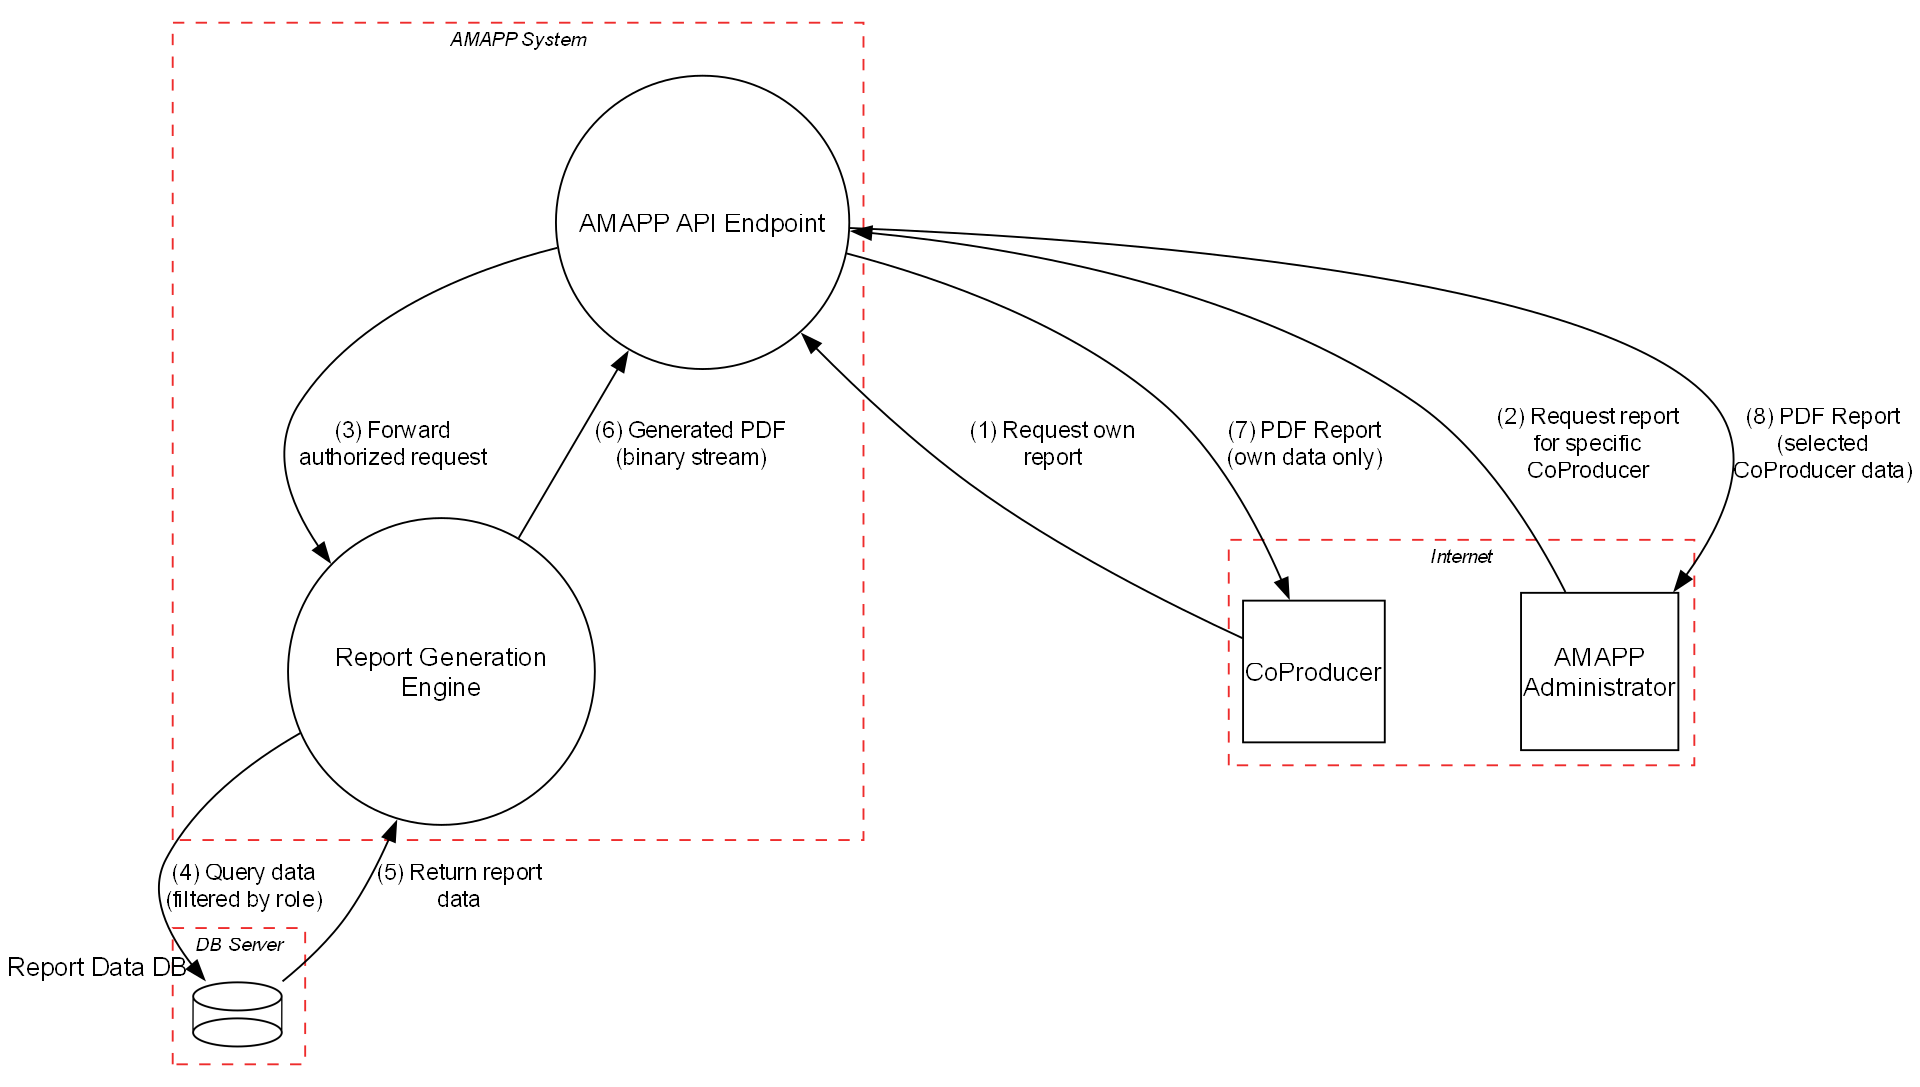 AMAPP System
AMAPP API Endpoint
(3) Forward
authorized request
(6) Generated PDF
(binary stream)
(1) Request own
report
(7) PDF Report
(own data only)
(2) Request report
for specific
CoProducer
(8) PDF Report
(selected
CoProducer data)
Internet
Report Generation
Engine
CoProducer
AMAPP
Administrator
(4) Query data
(filtered by role)
(5) Return report
data
DB Server
Report Data DB